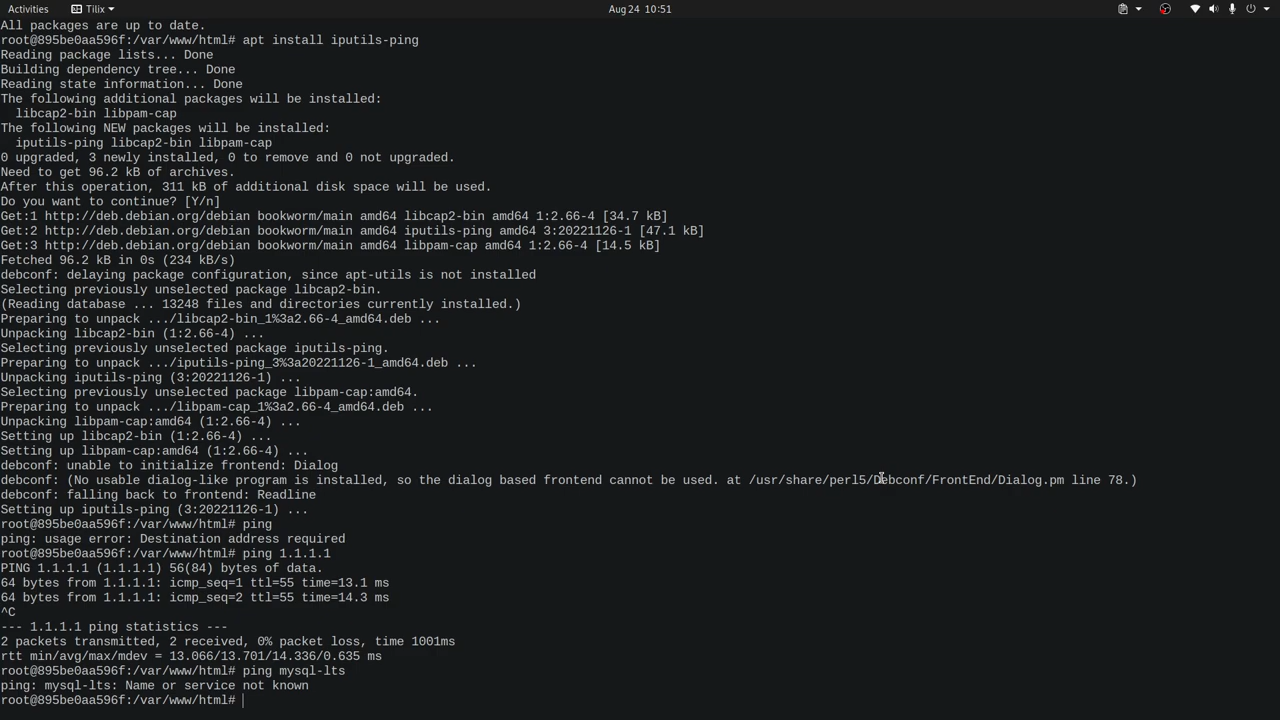 Activities Tilix Aug 24 10:51
All packages are up to date.
root@895be0aa596f:/var/www/html# apt install iputils-ping
Reading package lists... Done
Building dependency tree... Done
Reading state information... Done
The following additional packages will be installed:
  libcap2-bin libpam-cap
The following NEW packages will be installed:
  iputils-ping libcap2-bin libpam-cap
0 upgraded, 3 newly installed, 0 to remove and 0 not upgraded.
Need to get 96.2 kB of archives.
After this operation, 311 kB of additional disk space will be used.
Do you want to continue? [Y/n]
Get:1 http://deb.debian.org/debian bookworm/main amd64 libcap2-bin amd64 1:2.66-4 [34.7 kB]
Get:2 http://deb.debian.org/debian bookworm/main amd64 iputils-ping amd64 3:20221126-1 [47.1 kB]
Get:3 http://deb.debian.org/debian bookworm/main amd64 libpam-cap amd64 1:2.66-4 [14.5 kB]
Fetched 96.2 kB in 0s (234 kB/s)
debconf: delaying package configuration, since apt-utils is not installed
Selecting previously unselected package libcap2-bin.
(Reading database ... 13248 files and directories currently installed.)
Preparing to unpack .../libcap2-bin_1%3a2.66-4_amd64.deb ...
Unpacking libcap2-bin (1:2.66-4) ...
Selecting previously unselected package iputils-ping.
Preparing to unpack .../iputils-ping_3%3a20221126-1_amd64.deb ...
Unpacking iputils-ping (3:20221126-1) ...
Selecting previously unselected package libpam-cap:amd64.
Preparing to unpack .../libpam-cap_1%3a2.66-4_amd64.deb ...
Unpacking libpam-cap:amd64 (1:2.66-4) ...
Setting up libcap2-bin (1:2.66-4) ...
Setting up libpam-cap:amd64 (1:2.66-4) ...
debconf: unable to initialize frontend: Dialog
debconf: (No usable dialog-like program is installed, so the dialog based frontend cannot be used. at /usr/share/perl5/Debconf/FrontEnd/Dialog.pm line 78.)
debconf: falling back to frontend: Readline
Setting up iputils-ping (3:20221126-1) ...
root@895be0aa596f:/var/www/html# ping
ping: usage error: Destination address required
root@895be0aa596f:/var/www/html# ping 1.1.1.1
PING 1.1.1.1 (1.1.1.1) 56(84) bytes of data.
64 bytes from 1.1.1.1: icmp_seq=1 ttl=55 time=13.1 ms
64 bytes from 1.1.1.1: icmp_seq=2 ttl=55 time=14.3 ms
^C
--- 1.1.1.1 ping statistics ---
2 packets transmitted, 2 received, 0% packet loss, time 1001ms
rtt min/avg/max/mdev = 13.066/13.701/14.336/0.635 ms
root@895be0aa596f:/var/www/html# ping mysql-lts
ping: mysql-lts: Name or service not known
root@895be0aa596f:/var/www/html#